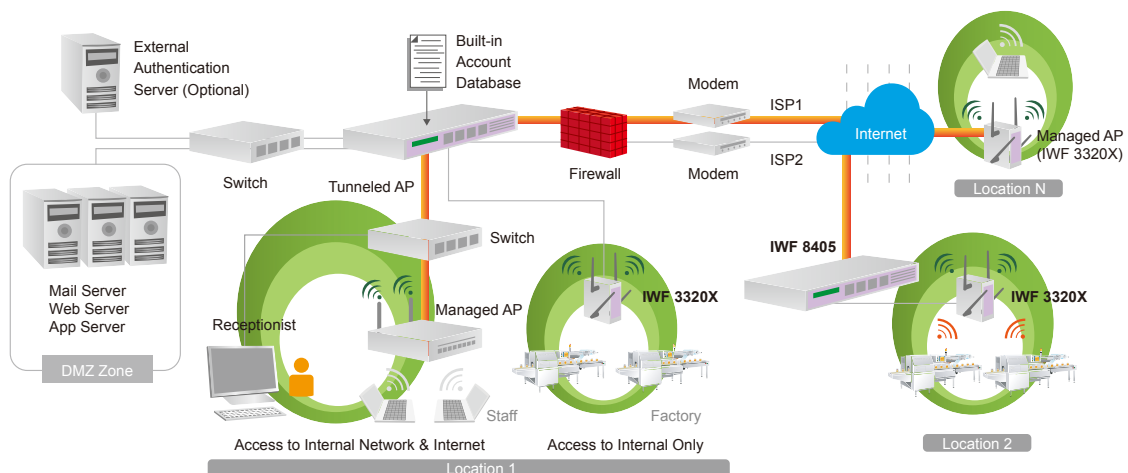 External
Authentication
Server (Optional)
Built-in
Account
Database
Modem
ISP1
Internet
Managed AP
(IWF 3320X)
Location N
Switch
Tunneled AP
Firewall
Modem
ISP2
Switch
IWF 8405
Mail Server
Web Server
App Server
DMZ Zone
Receptionist
Managed AP
IWF 3320X
IWF 3320X
Staff
Factory
Access to Internal Network & Internet
Access to Internal Only
Location 2
Location 1